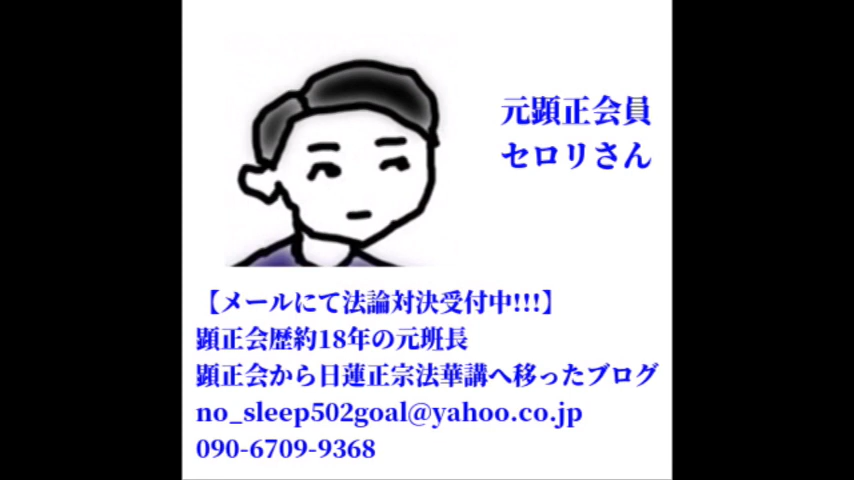 元顕正会員
セロリさん
【メールにて法論対決受付中!!!】
顕正会歴約18年の元班長
顕正会から日蓮正宗法華講へ移ったブログ
no_sleep502goal@yahoo.co.jp
090-6709-9368